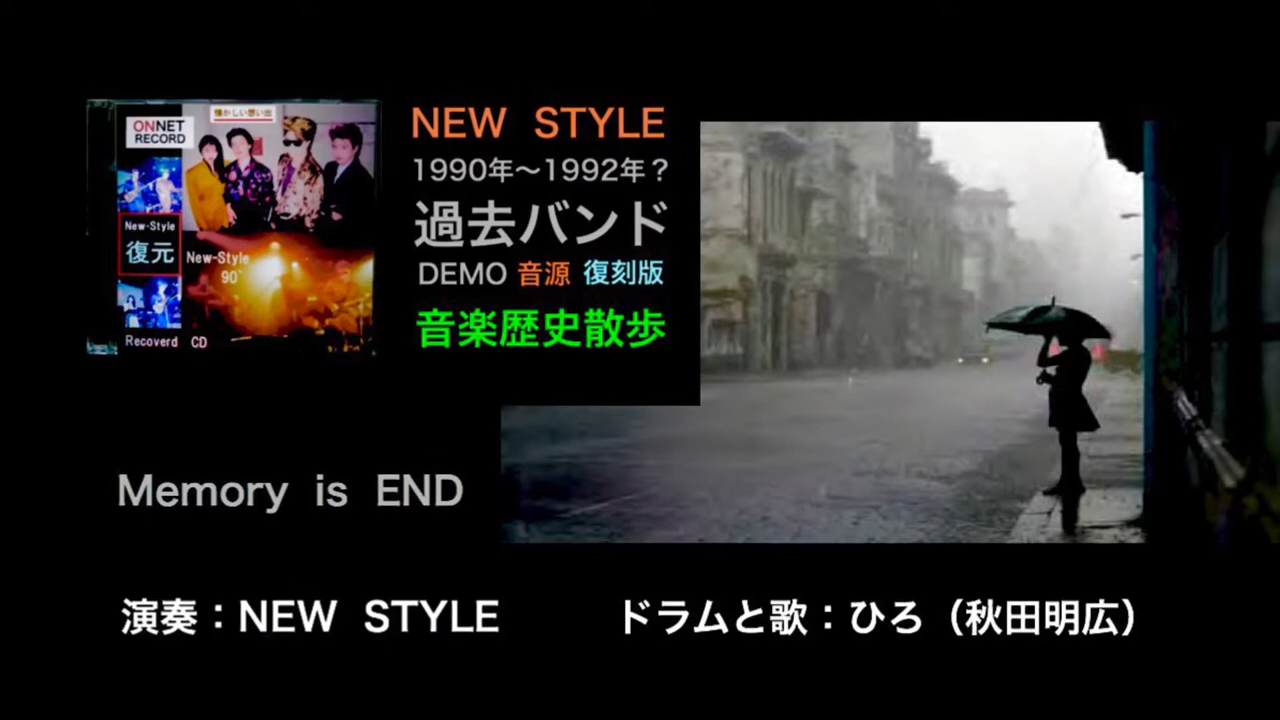 懐かしい想い出
ONNET
RECORD
New-Style
復元
New-Style
90`
Recoverd CD
NEW STYLE
1990年〜1992年？
過去バンド
DEMO 音源 復刻版
音楽歴史散歩
Memory is END
演奏：NEW STYLE
ドラムと歌：ひろ（秋田明広）